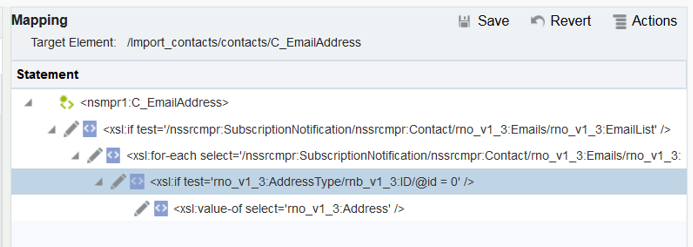 Mapping
Save Revert Actions
Target Element: /Import_contacts/contacts/C_EmailAddress
Statement
<nsmpr1:C_EmailAddress>
<xsl:if test='/nssrcmpr:SubscriptionNotification/nssrcmpr:Contact/rno_v1_3:Emails/rno_v1_3:EmailList' />
<xsl:for-each select='/nssrcmpr:SubscriptionNotification/nssrcmpr:Contact/rno_v1_3:Emails/rno_v1_3:
<xsl:if test='rno_v1_3:AddressType/rnb_v1_3:ID/@id = 0' />
<xsl:value-of select='rno_v1_3:Address' />